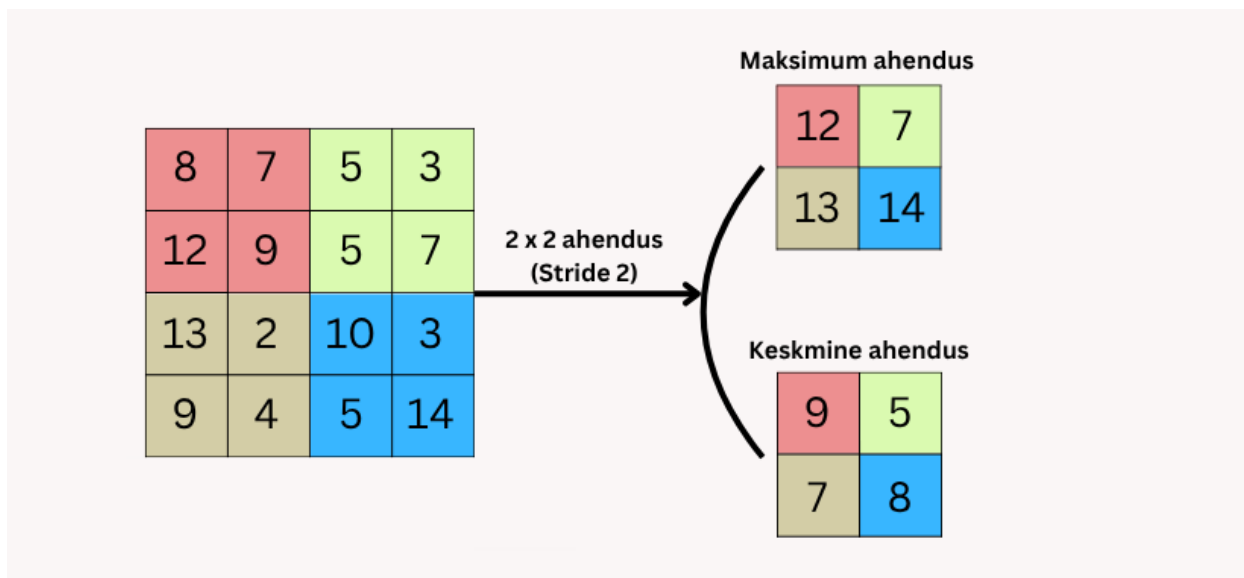 Maksimum ahendus
12 7
13 14
8 7 5 3
12 9 5 7
13 2 10 3
9 4 5 14
2 x 2 ahendus
(Stride 2)
Keskmine ahendus
9 5
7 8